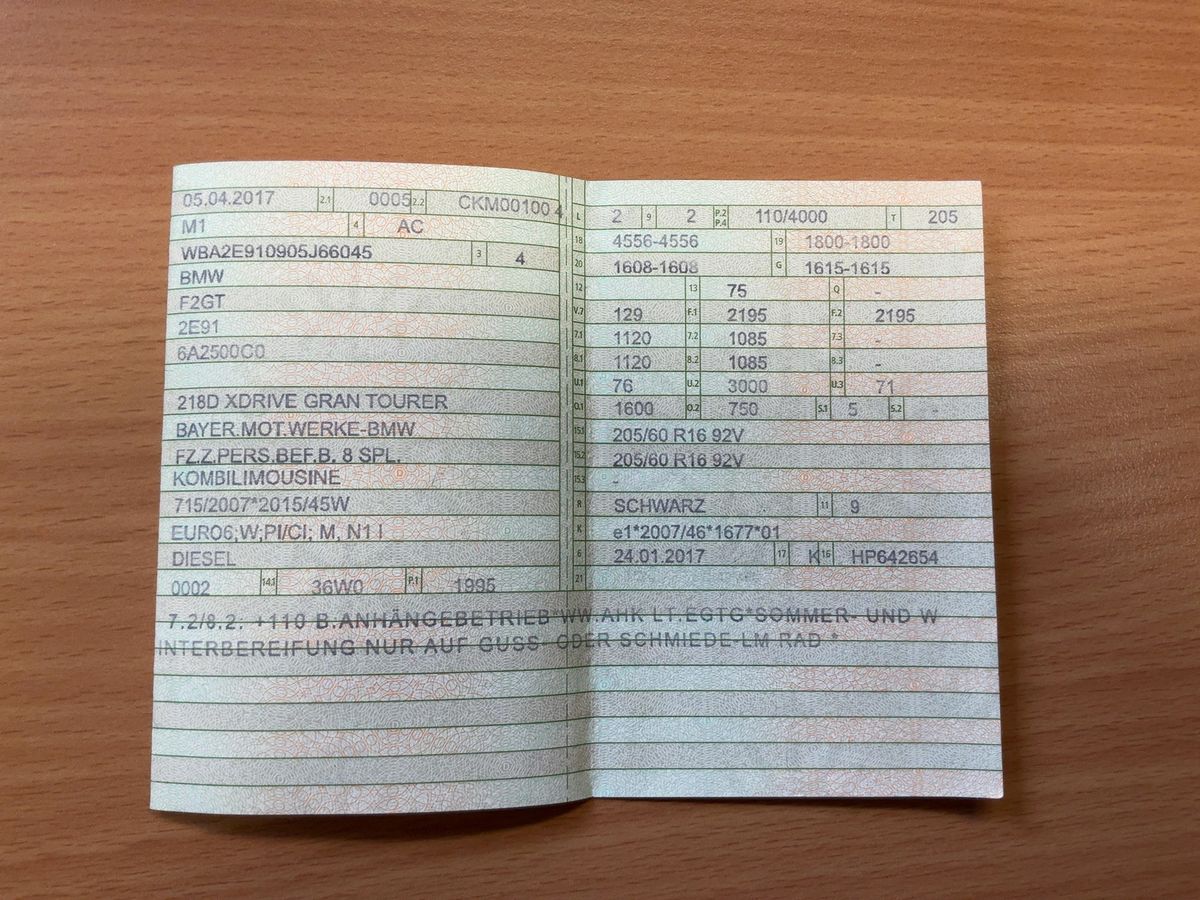 05.04.2017 2.1 0005 2.2 CKM00100 4
M1 4 AC
WBA2E910905J66045 3 4
BMW
F2GT
2E91
6A2500C0
218D XDRIVE GRAN TOURER
BAYER.MOT.WERKE-BMW
FZ.Z.PERS.BEF.B. 8 SPL.
KOMBILIMOUSINE
715/2007*2015/45W
EURO6;W;PI/CI; M, N1 I
DIESEL
0002 14.1 36W0 P.1 1995
L 2 9 2 P.2 P.4 110/4000 T 205
18 4556-4556 19 1800-1800
20 1608-1608 G 1615-1615
12 13 75 Q -
V.7 129 F.1 2195 F.2 2195
7.1 1120 7.2 1085 7.3 -
8.1 1120 8.2 1085 8.3 -
U.1 76 U.2 3000 U.3 71
O.1 1600 O.2 750 S.1 5 S.2 -
15.1 205/60 R16 92V
15.2 205/60 R16 92V
15.3 -
R SCHWARZ 11 9
K e1*2007/46*1677*01
6 24.01.2017 17 K 16 HP642654
21
7.2/8.2: +110 B.ANHÄNGEBETRIEB*WW.AHK LT.EGTG*SOMMER- UND W
INTERBEREIFUNG NUR AUF GUSS- ODER SCHMIEDE-LM RAD *